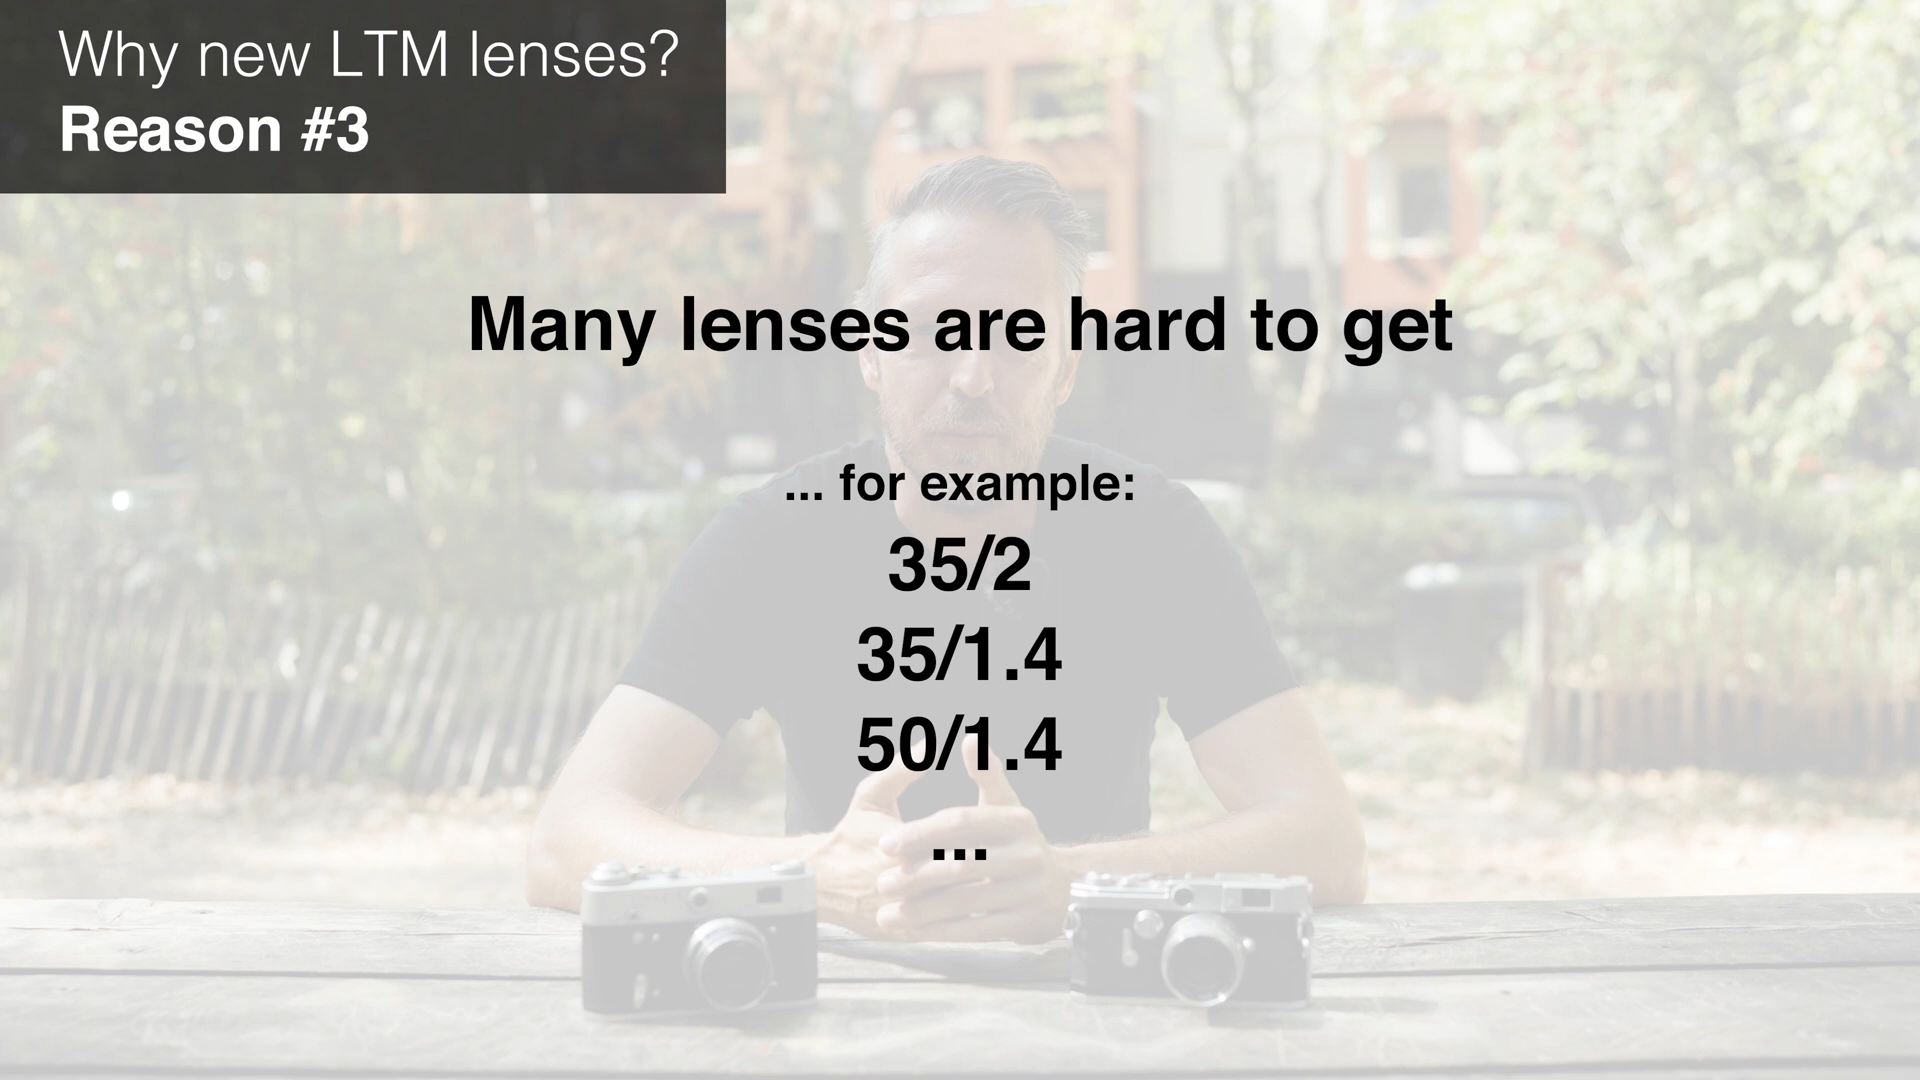 Why new LTM lenses?
Reason #3
Many lenses are hard to get
... for example:
35/2
35/1.4
50/1.4
...